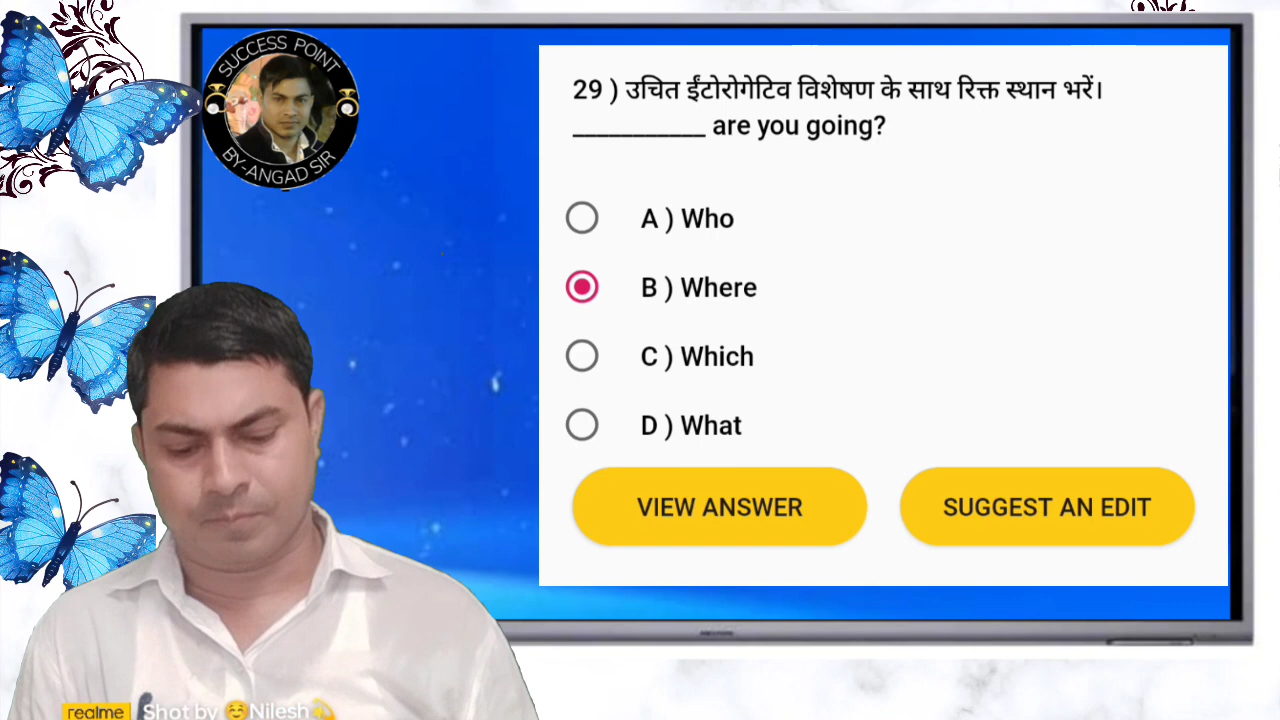 SUCCESS POINT
BY-ANGAD SIR
29 ) उचित ईंटोरोगेटिव विशेषण के साथ रिक्त स्थान भरें।
___________ are you going?
A ) Who
B ) Where
C ) Which
D ) What
VIEW ANSWER
SUGGEST AN EDIT
realme Shot by 😊Nilesh💫